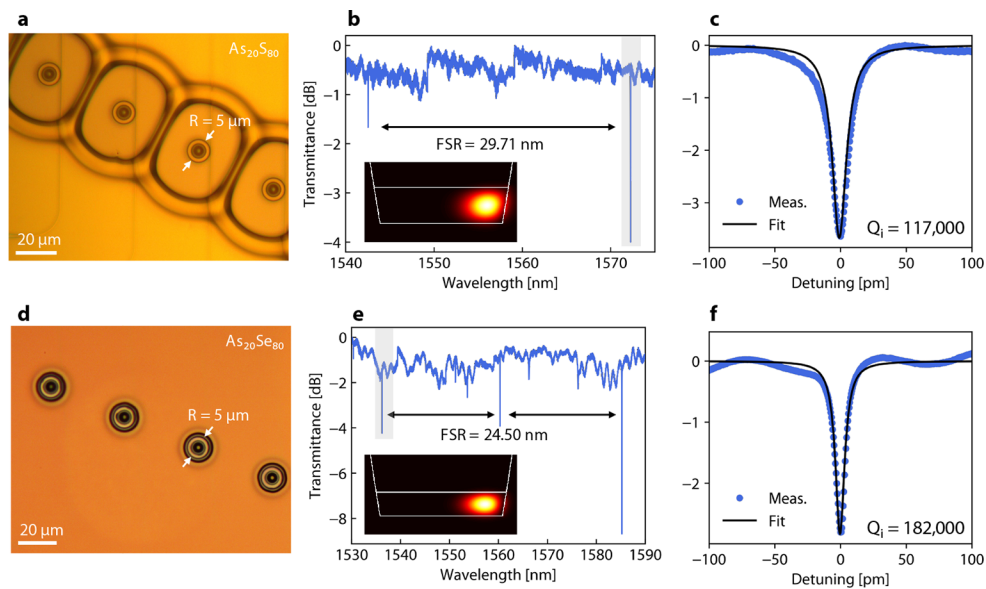 a
As20S80
R = 5 μm
20 μm
b
Transmittance [dB]
0
−1
−2
−3
−4
FSR = 29.71 nm
1540
1550
1560
1570
Wavelength [nm]
c
0
−1
−2
−3
Meas.
Fit
Qi = 117,000
−100
−50
0
50
100
Detuning [pm]
d
As20Se80
R = 5 μm
20 μm
e
Transmittance [dB]
0
−2
−4
−6
−8
FSR = 24.50 nm
1530
1540
1550
1560
1570
1580
1590
Wavelength [nm]
f
0
−1
−2
Meas.
Fit
Qi = 182,000
−100
−50
0
50
100
Detuning [pm]